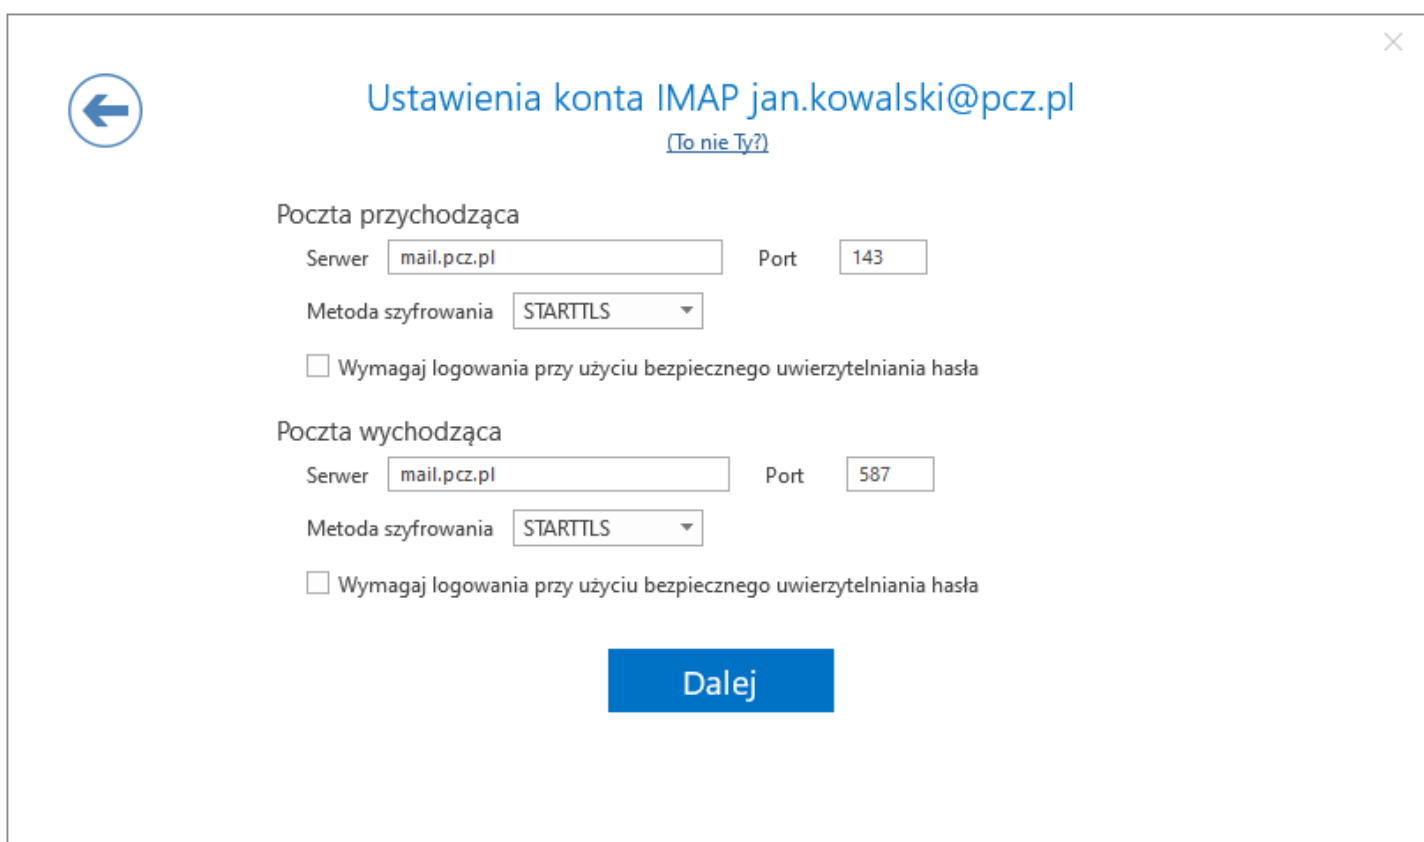 Ustawienia konta IMAP jan.kowalski@pcz.pl
(To nie Ty?)
Poczta przychodząca
Serwer mail.pcz.pl Port 143
Metoda szyfrowania STARTTLS
Wymagaj logowania przy użyciu bezpiecznego uwierzytelniania hasła
Poczta wychodząca
Serwer mail.pcz.pl Port 587
Metoda szyfrowania STARTTLS
Wymagaj logowania przy użyciu bezpiecznego uwierzytelniania hasła
Dalej